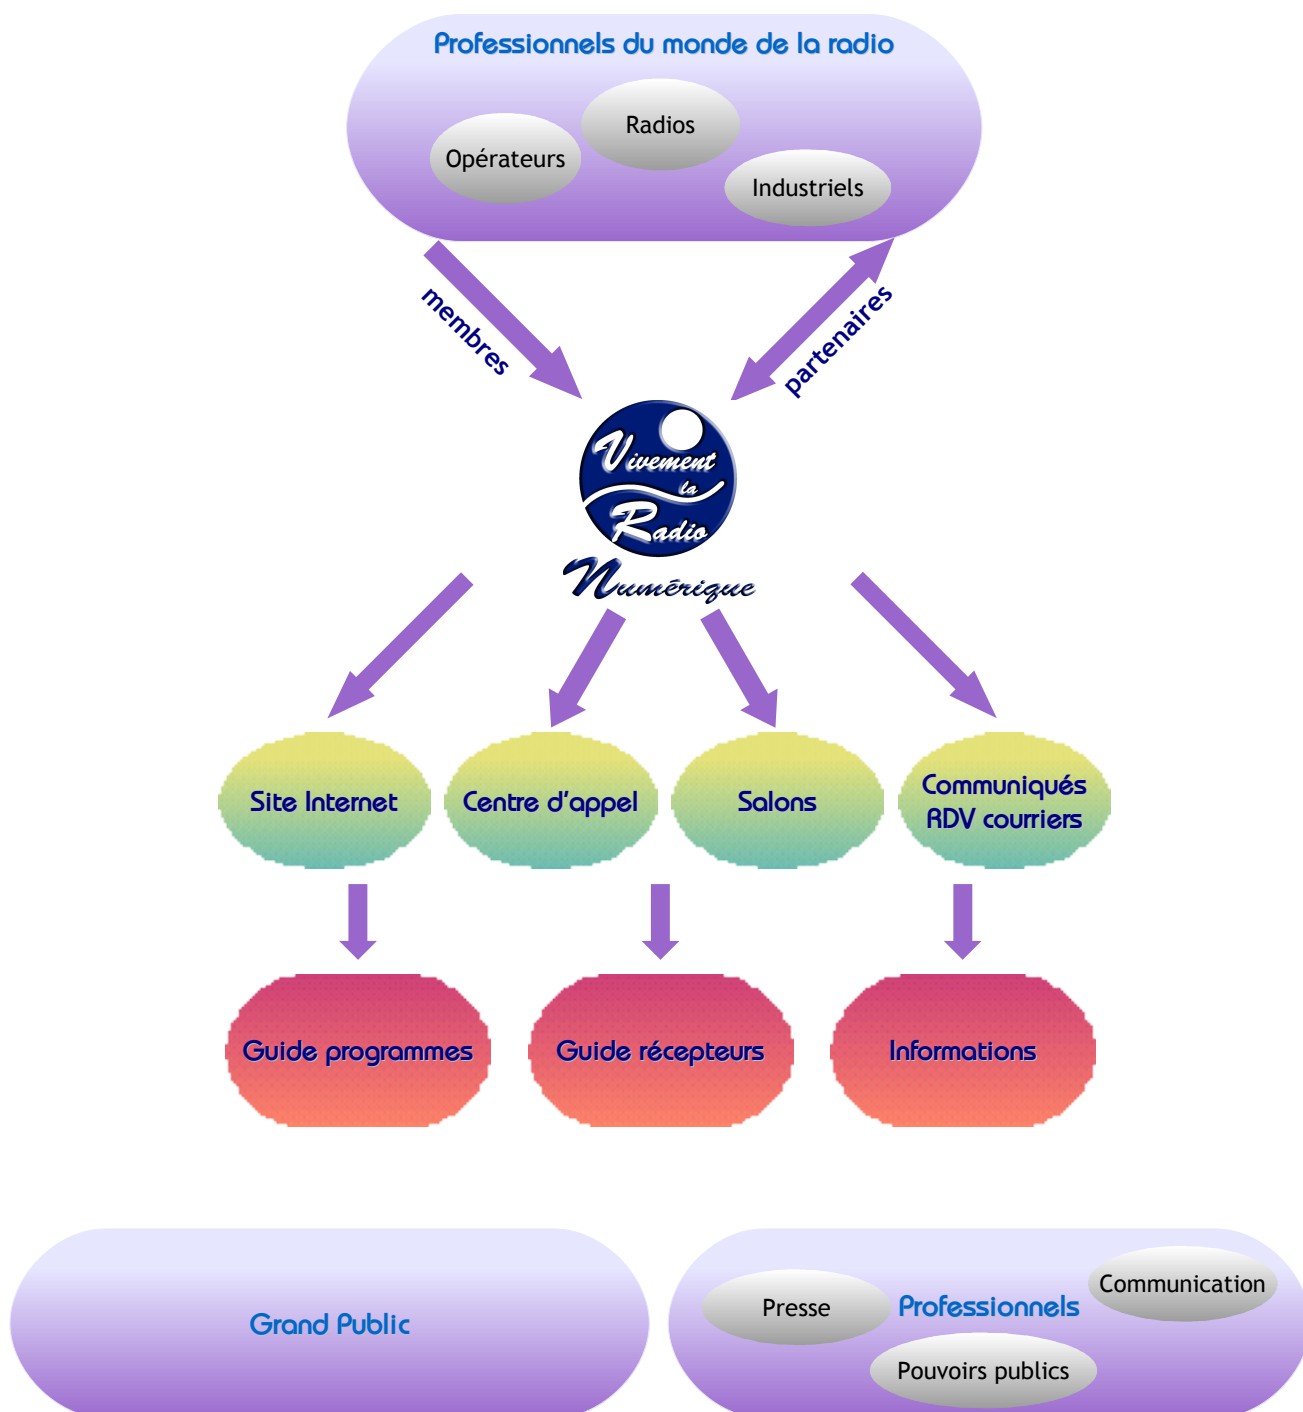 Professionnels du monde de la radio
Radios
Opérateurs
Industriels
membres
partenaires
Vivement
la
Radio
Numérique
Site Internet
Centre d'appel
Salons
Communiqués
RDV courriers
Guide programmes
Guide récepteurs
Informations
Grand Public
Communication
Presse
Professionnels
Pouvoirs publics